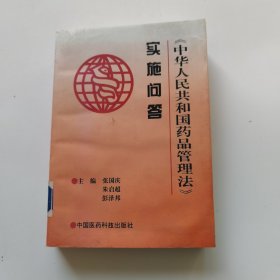 《中华人民共和国药品管理法》
实施问答
主编 张国庆
朱启超
彭泽邦
中国医药科技出版社